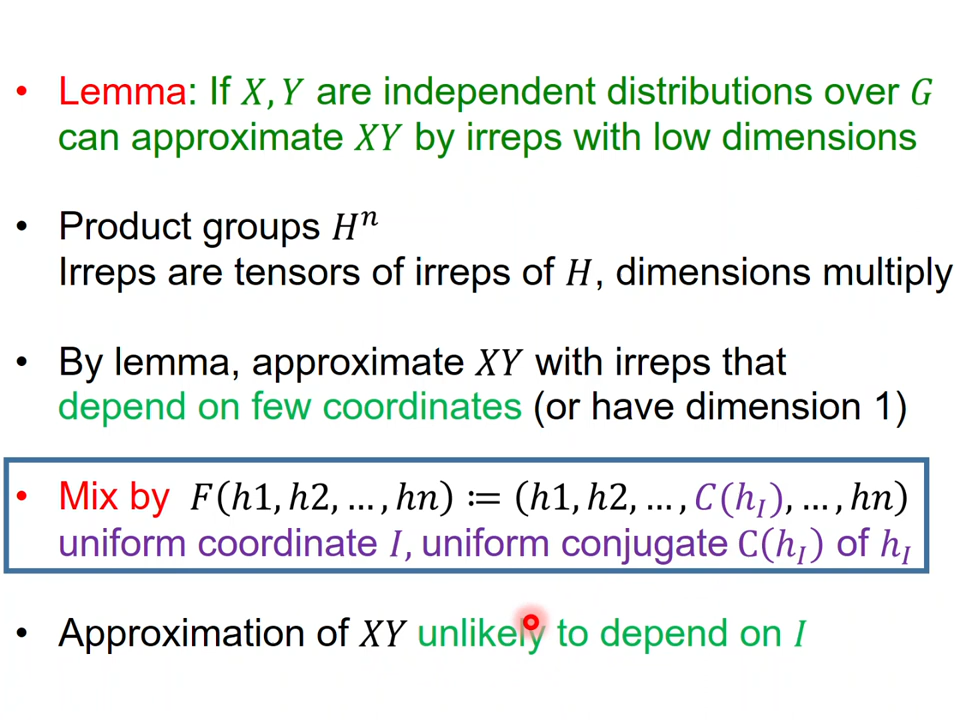 • Lemma: If X, Y are independent distributions over G
can approximate XY by irreps with low dimensions
• Product groups Hⁿ
Irreps are tensors of irreps of H, dimensions multiply
• By lemma, approximate XY with irreps that
depend on few coordinates (or have dimension 1)
• Mix by F(h1, h2, …, hn) ≔ (h1, h2, …, C(h_I), …, hn)
uniform coordinate I, uniform conjugate C(h_I) of h_I
• Approximation of XY unlikely to depend on I